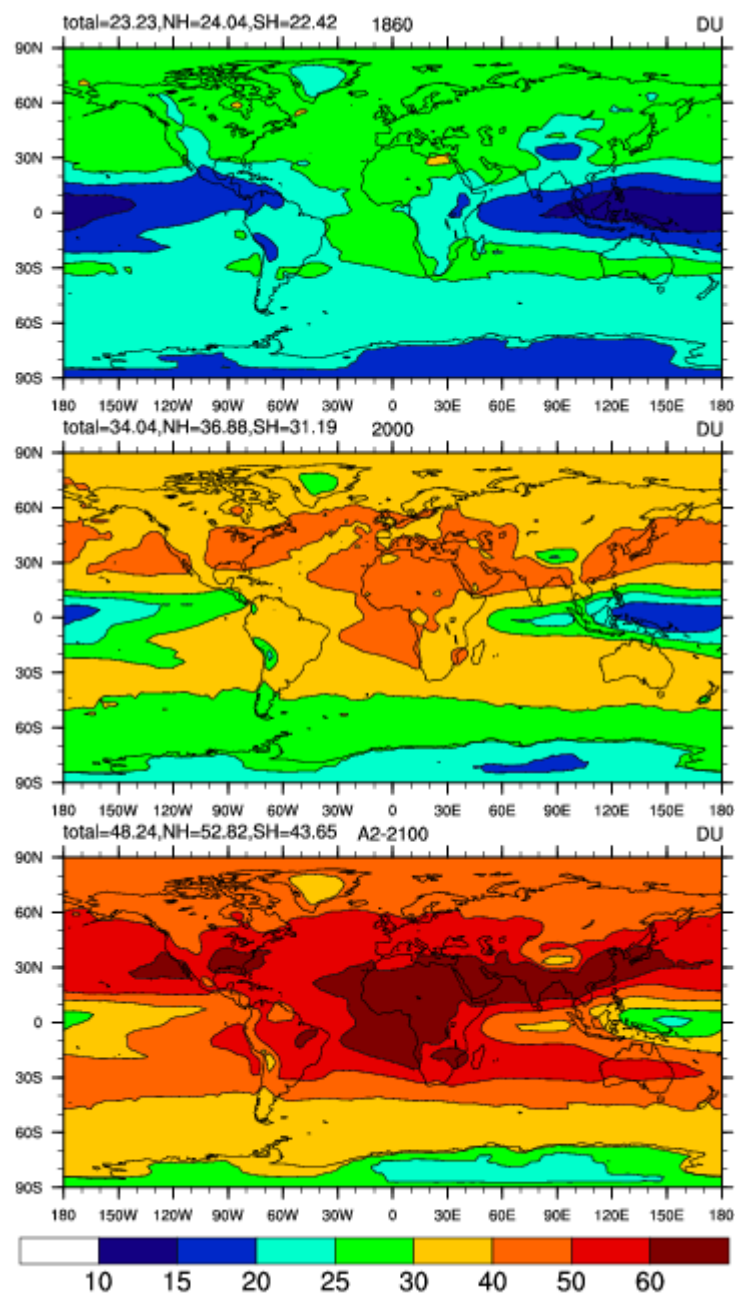 total=23.23,NH=24.04,SH=22.42 1860 DU
90N
60N
30N
0
30S
60S
90S
180 150W 120W 90W 60W 30W 0 30E 60E 90E 120E 150E 180
total=34.04,NH=36.88,SH=31.19 2000 DU
90N
60N
30N
0
30S
60S
90S
180 150W 120W 90W 60W 30W 0 30E 60E 90E 120E 150E 180
total=48.24,NH=52.82,SH=43.65 A2-2100 DU
90N
60N
30N
0
30S
60S
90S
180 150W 120W 90W 60W 30W 0 30E 60E 90E 120E 150E 180
10 15 20 25 30 40 50 60